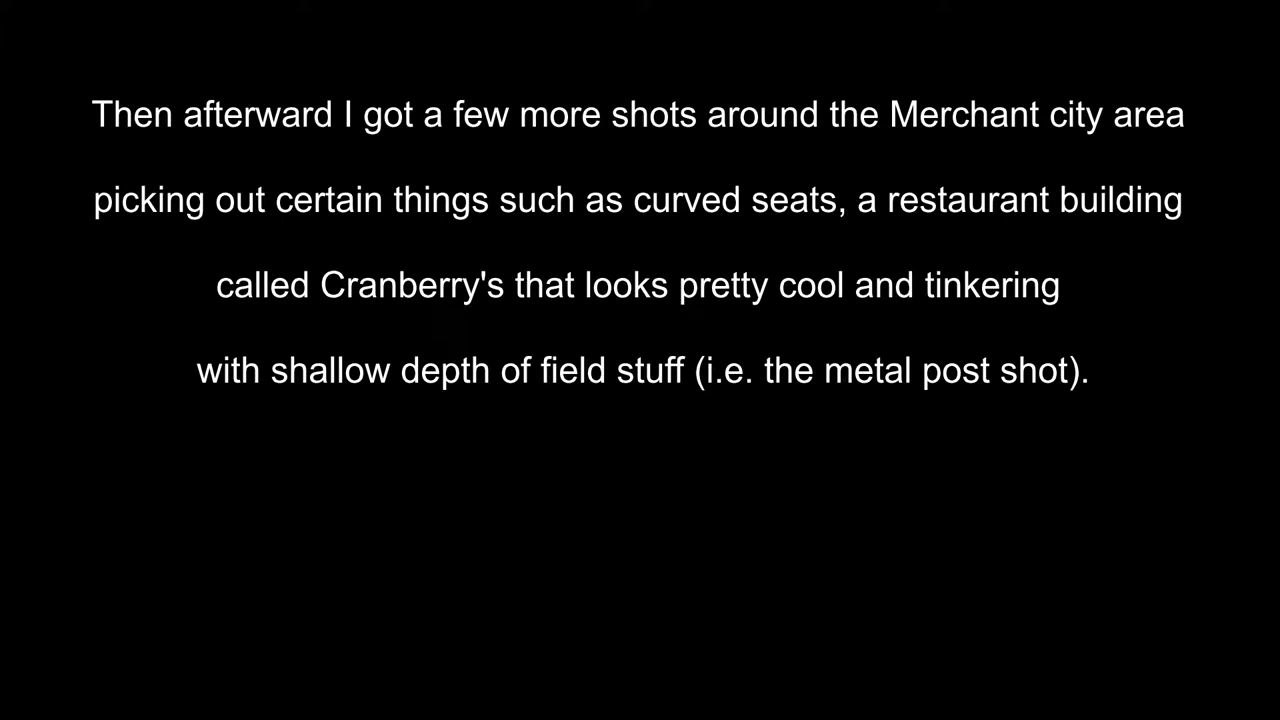 Then afterward I got a few more shots around the Merchant city area
picking out certain things such as curved seats, a restaurant building
called Cranberry's that looks pretty cool and tinkering
with shallow depth of field stuff (i.e. the metal post shot).